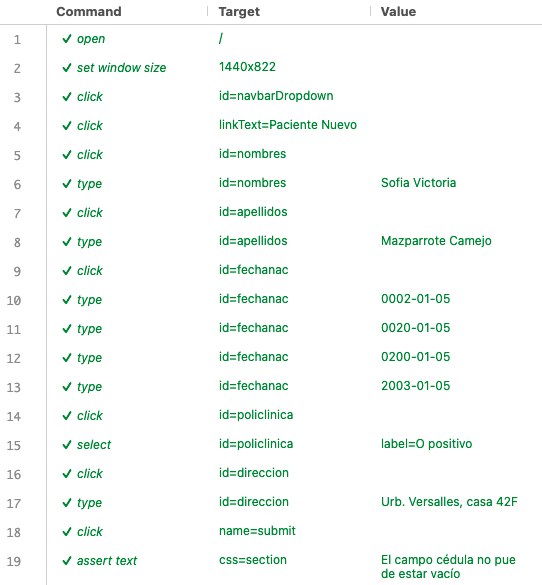 Command Target Value
1 ✓ open /
2 ✓ set window size 1440x822
3 ✓ click id=navbarDropdown
4 ✓ click linkText=Paciente Nuevo
5 ✓ click id=nombres
6 ✓ type id=nombres Sofia Victoria
7 ✓ click id=apellidos
8 ✓ type id=apellidos Mazparrote Camejo
9 ✓ click id=fechanac
10 ✓ type id=fechanac 0002-01-05
11 ✓ type id=fechanac 0020-01-05
12 ✓ type id=fechanac 0200-01-05
13 ✓ type id=fechanac 2003-01-05
14 ✓ click id=policlinica
15 ✓ select id=policlinica label=O positivo
16 ✓ click id=direccion
17 ✓ type id=direccion Urb. Versalles, casa 42F
18 ✓ click name=submit
19 ✓ assert text css=section El campo cédula no pue
de estar vacío